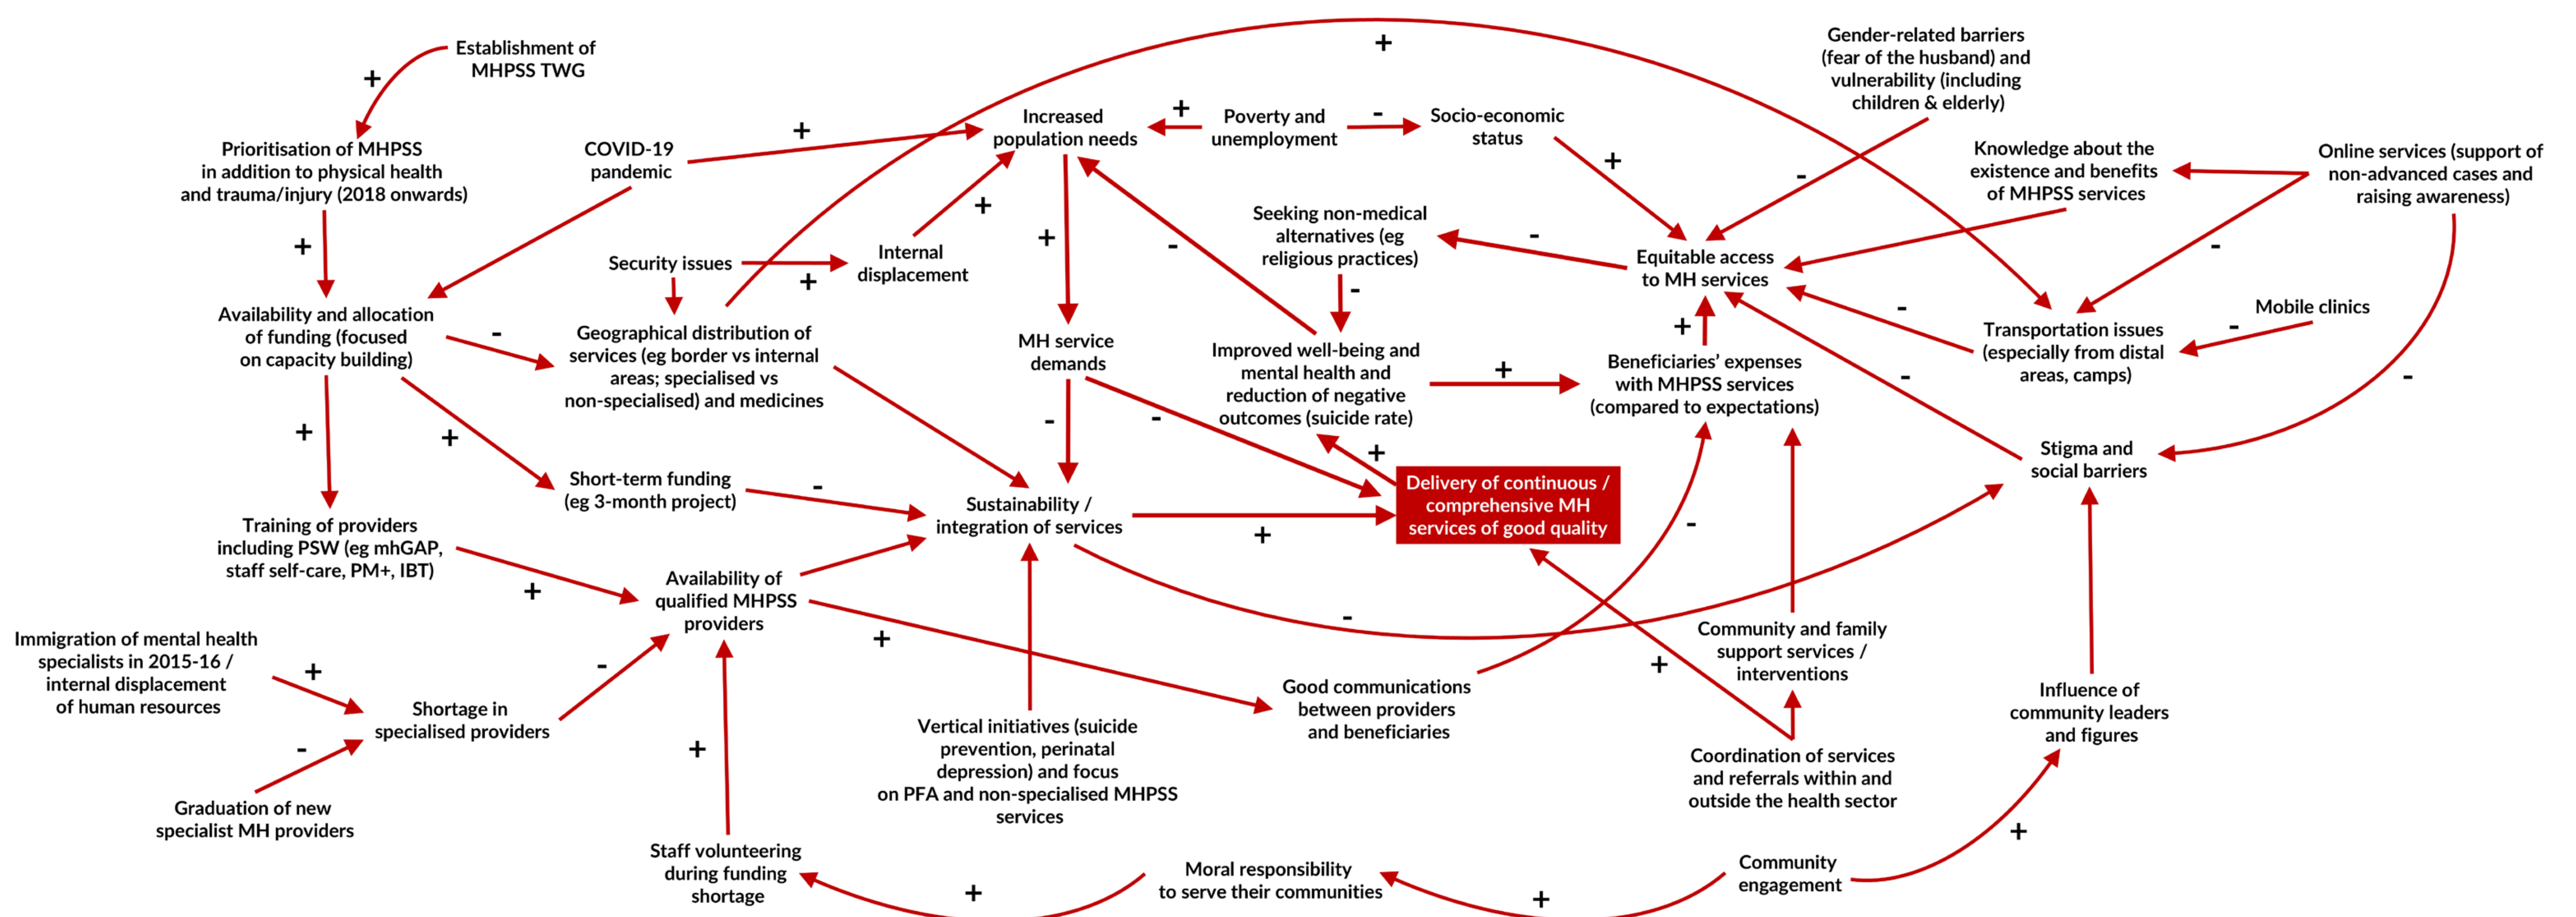 Establishment of
MHPSS TWG
+
Prioritisation of MHPSS
in addition to physical health
and trauma/injury (2018 onwards)
+
COVID-19
pandemic
+
Increased
population needs
+
Poverty and
unemployment
-
Socio-economic
status
+
+
Gender-related barriers
(fear of the husband) and
vulnerability (including
children & elderly)
-
Knowledge about the
existence and benefits
of MHPSS services
Online services (support of
non-advanced cases and
raising awareness)
-
-
Security issues
+
Internal
displacement
+
+
-
Seeking non-medical
alternatives (eg
religious practices)
-
-
Equitable access
to MH services
Availability and allocation
of funding (focused
on capacity building)
-
+
+
Geographical distribution of
services (eg border vs internal
areas; specialised vs
non-specialised) and medicines
MH service
demands
-
-
Improved well-being and
mental health and
reduction of negative
outcomes (suicide rate)
+
+
Beneficiaries' expenses
with MHPSS services
(compared to expectations)
+
-
Transportation issues
(especially from distal
areas, camps)
-
Mobile clinics
-
Stigma and
social barriers
Short-term funding
(eg 3-month project)
-
Sustainability /
integration of services
+
Delivery of continuous /
comprehensive MH
services of good quality
-
-
Training of providers
including PSW (eg mhGAP,
staff self-care, PM+, IBT)
+
Availability of
qualified MHPSS
providers
+
Immigration of mental health
specialists in 2015-16 /
internal displacement
of human resources
+
Shortage in
specialised providers
-
-
Graduation of new
specialist MH providers
+
Vertical initiatives (suicide
prevention, perinatal
depression) and focus
on PFA and non-specialised MHPSS
services
Good communications
between providers
and beneficiaries
+
Community and family
support services /
interventions
Coordination of services
and referrals within and
outside the health sector
Influence of
community leaders
and figures
+
Staff volunteering
during funding
shortage
+
Moral responsibility
to serve their communities
+
Community
engagement